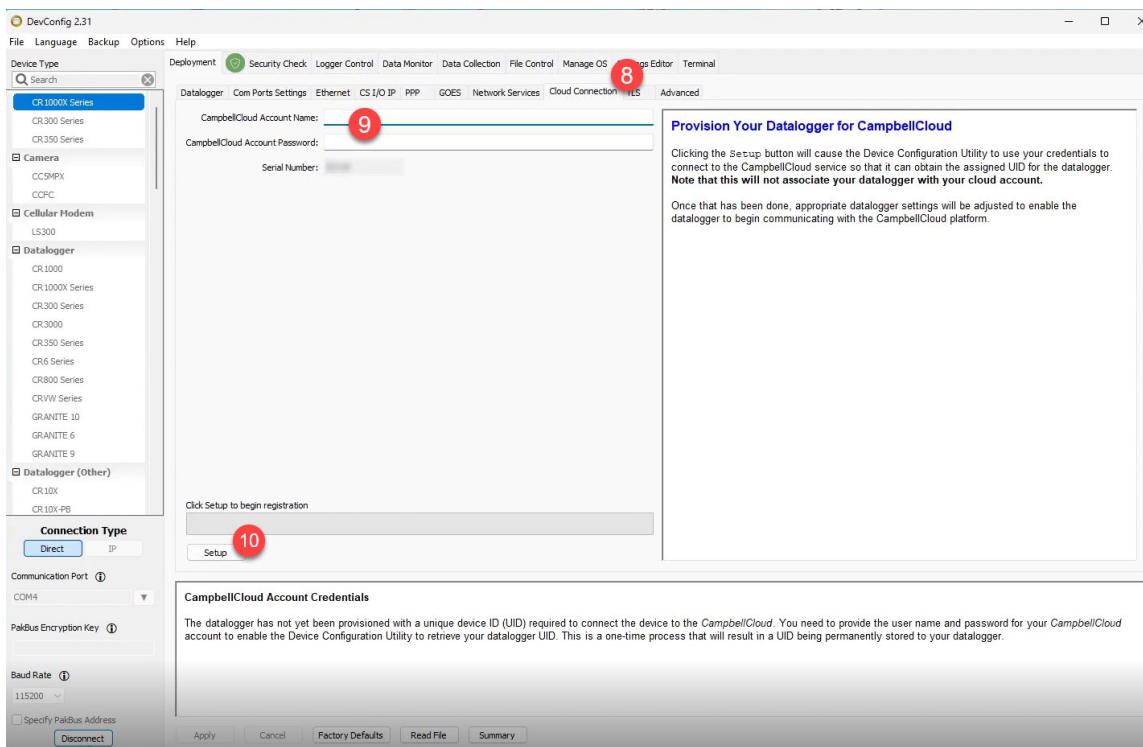 DevConfig 2.31
File Language Backup Options Help
Device Type
Search
CR1000X Series
CR300 Series
CR350 Series
Camera
CC5MPX
CCFC
Cellular Modem
LS300
Datalogger
CR1000
CR1000X Series
CR300 Series
CR3000
CR350 Series
CR6 Series
CR800 Series
CRVW Series
GRANITE 10
GRANITE 6
GRANITE 9
Datalogger (Other)
CR10X
CR10X-PB
Connection Type
Direct IP
Communication Port
COM4
PakBus Encryption Key
Baud Rate
115200
Specify PakBus Address
Disconnect
Deployment Security Check Logger Control Data Monitor Data Collection File Control Manage OS Editor Terminal
8
Datalogger Com Ports Settings Ethernet CS I/O IP PPP GOES Network Services Cloud Connection TLS Advanced
CampbellCloud Account Name:
9
CampbellCloud Account Password:
Serial Number:
Click Setup to begin registration
Setup
10
Provision Your Datalogger for CampbellCloud
Clicking the Setup button will cause the Device Configuration Utility to use your credentials to
connect to the CampbellCloud service so that it can obtain the assigned UID for the datalogger.
Note that this will not associate your datalogger with your cloud account.
Once that has been done, appropriate datalogger settings will be adjusted to enable the
datalogger to begin communicating with the CampbellCloud platform.
CampbellCloud Account Credentials
The datalogger has not yet been provisioned with a unique device ID (UID) required to connect the device to the CampbellCloud. You need to provide the user name and password for your CampbellCloud
account to enable the Device Configuration Utility to retrieve your datalogger UID. This is a one-time process that will result in a UID being permanently stored to your datalogger.
Apply Cancel Factory Defaults Read File Summary